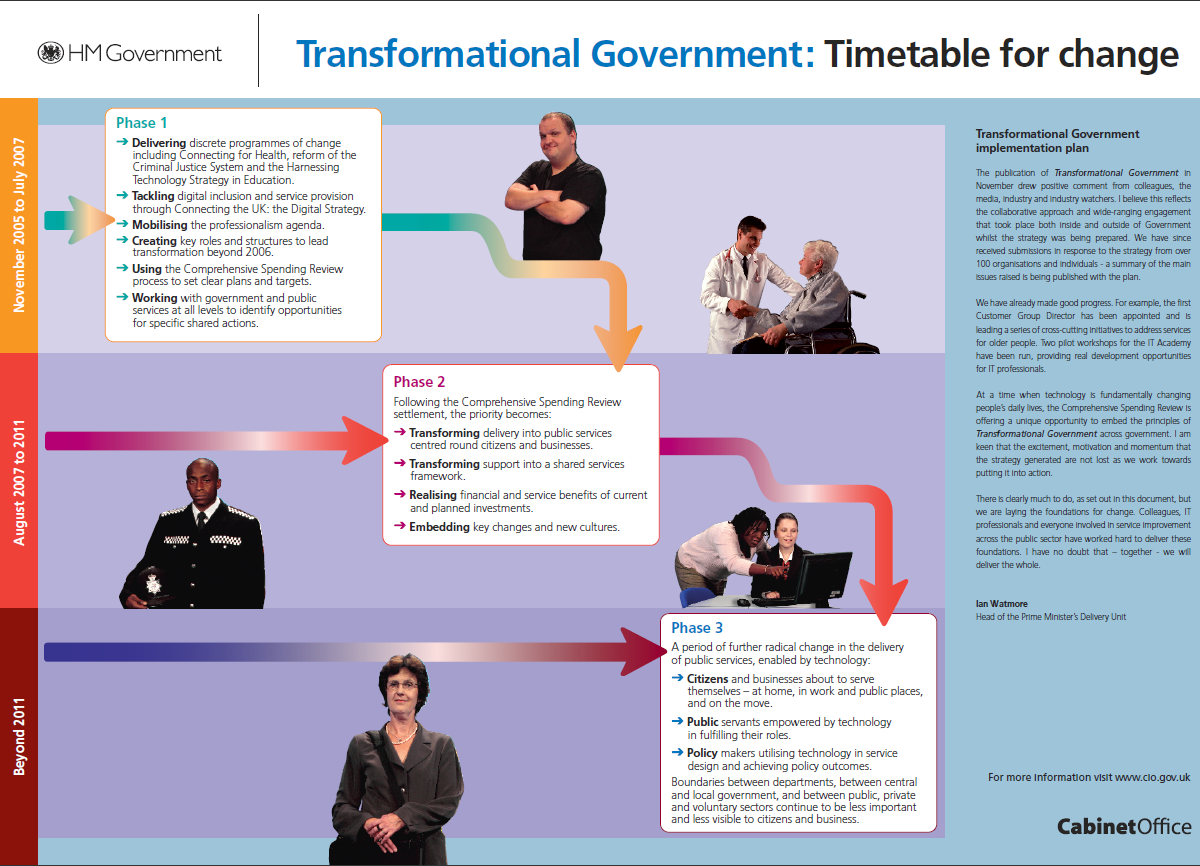 HM Government
Transformational Government: Timetable for change
November 2005 to July 2007
Phase 1
➔ Delivering discrete programmes of change
including Connecting for Health, reform of the
Criminal Justice System and the Harnessing
Technology Strategy in Education.
➔ Tackling digital inclusion and service provision
through Connecting the UK: the Digital Strategy.
➔ Mobilising the professionalism agenda.
➔ Creating key roles and structures to lead
transformation beyond 2006.
➔ Using the Comprehensive Spending Review
process to set clear plans and targets.
➔ Working with government and public
services at all levels to identify opportunities
for specific shared actions.
August 2007 to 2011
Phase 2
Following the Comprehensive Spending Review
settlement, the priority becomes:
➔ Transforming delivery into public services
centred round citizens and businesses.
➔ Transforming support into a shared services
framework.
➔ Realising financial and service benefits of current
and planned investments.
➔ Embedding key changes and new cultures.
Beyond 2011
Phase 3
A period of further radical change in the delivery
of public services, enabled by technology:
➔ Citizens and businesses about to serve
themselves – at home, in work and public places,
and on the move.
➔ Public servants empowered by technology
in fulfilling their roles.
➔ Policy makers utilising technology in service
design and achieving policy outcomes.
Boundaries between departments, between central
and local government, and between public, private
and voluntary sectors continue to be less important
and less visible to citizens and business.
Transformational Government
implementation plan
The publication of Transformational Government in
November drew positive comment from colleagues, the
media, industry and industry watchers. I believe this reflects
the collaborative approach and wide-ranging engagement
that took place both inside and outside of Government
whilst the strategy was being prepared. We have since
received submissions in response to the strategy from over
100 organisations and individuals - a summary of the main
issues raised is being published with the plan.
We have already made good progress. For example, the first
Customer Group Director has been appointed and is
leading a series of cross-cutting initiatives to address services
for older people. Two pilot workshops for the IT Academy
have been run, providing real development opportunities
for IT professionals.
At a time when technology is fundamentally changing
people's daily lives, the Comprehensive Spending Review is
offering a unique opportunity to embed the principles of
Transformational Government across government. I am
keen that the excitement, motivation and momentum that
the strategy generated are not lost as we work towards
putting it into action.
There is clearly much to do, as set out in this document, but
we are laying the foundations for change. Colleagues, IT
professionals and everyone involved in service improvement
across the public sector have worked hard to deliver these
foundations. I have no doubt that – together - we will
deliver the whole.
Ian Watmore
Head of the Prime Minister's Delivery Unit
For more information visit www.cio.gov.uk
CabinetOffice